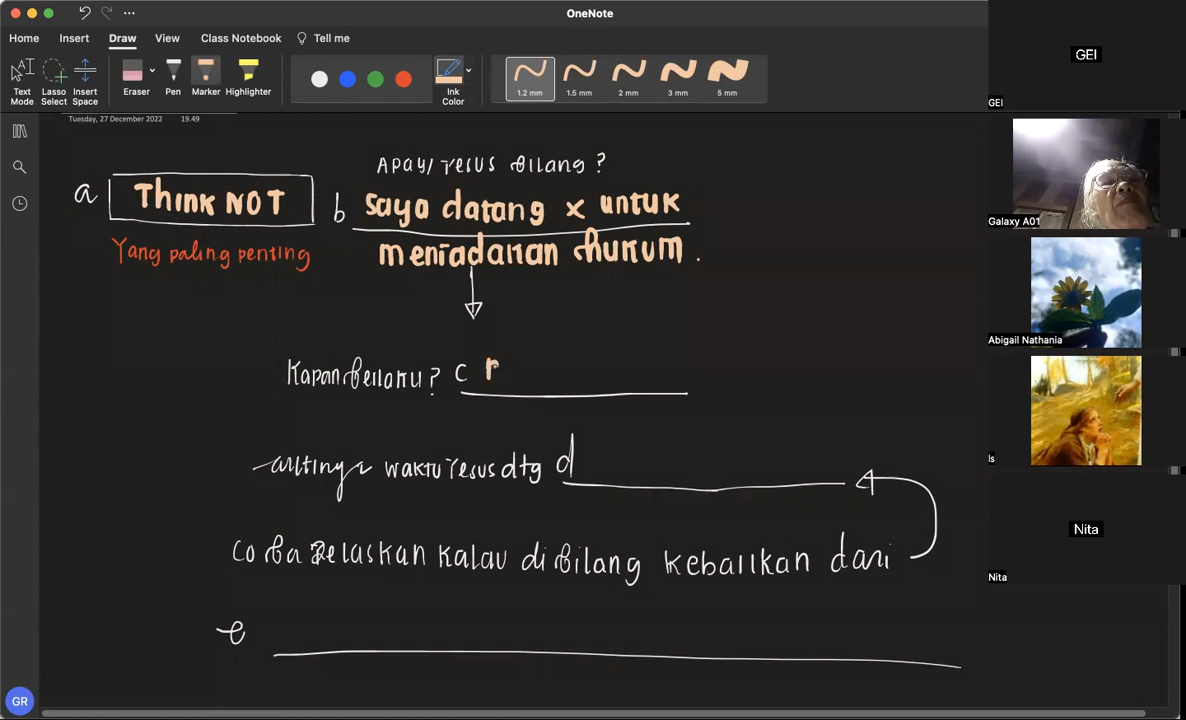 OneNote
Home Insert Draw View Class Notebook Tell me
Text Mode Lasso Select Insert Space Eraser Pen Marker Highlighter Ink Color 1.2 mm 1.5 mm 2 mm 3 mm 5 mm
Tuesday, 27 December 2022 19.49
Apay/ Yesus bilang ?
a Think NOT b saya datang x untuk
Yang paling penting meniadakan hukum .
Kapan berlaku ? c r
artinya waktu Yesus dtg d
coba Jelaskan kalau dibilang kebalikan dari
e
GR
GEI
GEI
Galaxy A01
Abigail Nathania
ls
Nita
Nita